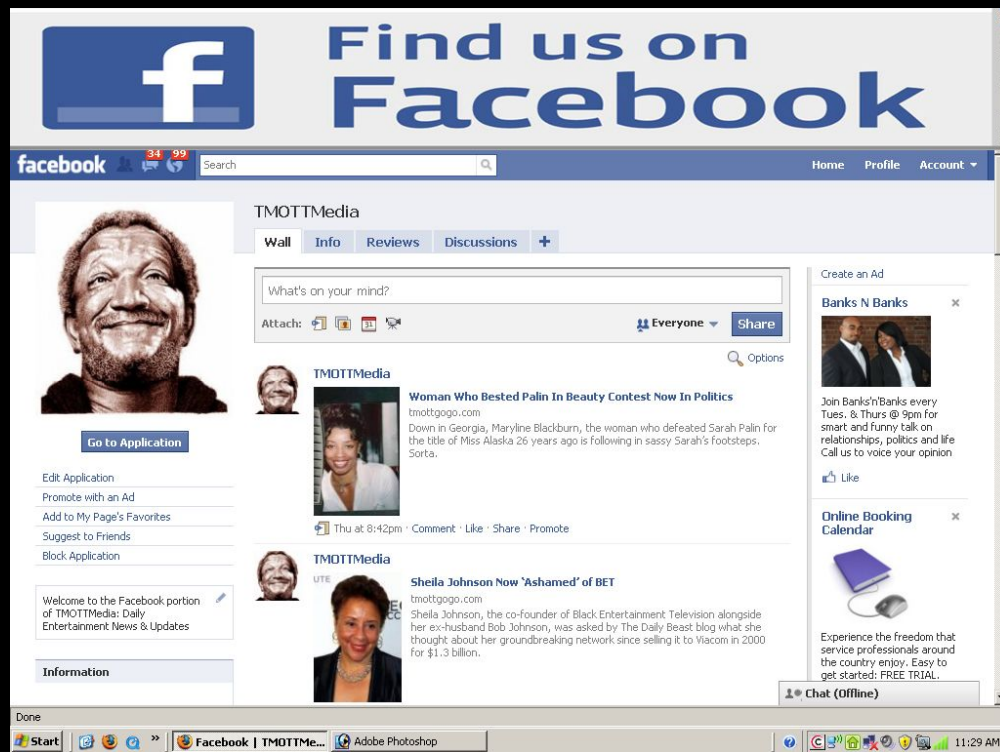 f
Find us on
Facebook
facebook
34
99
Search
Home Profile Account
TMOTTMedia
Wall Info Reviews Discussions +
What's on your mind?
Attach: 31 Everyone Share
Options
Go to Application
Edit Application
Promote with an Ad
Add to My Page's Favorites
Suggest to Friends
Block Application
Welcome to the Facebook portion
of TMOTTMedia: Daily
Entertainment News & Updates
Information
TMOTTMedia
Woman Who Bested Palin In Beauty Contest Now In Politics
tmottgogo.com
Down in Georgia, Maryline Blackburn, the woman who defeated Sarah Palin for
the title of Miss Alaska 26 years ago is following in sassy Sarah's footsteps.
Sorta.
Thu at 8:42pm · Comment · Like · Share · Promote
TMOTTMedia
UTE
Sheila Johnson Now 'Ashamed' of BET
tmottgogo.com
Sheila Johnson, the co-founder of Black Entertainment Television alongside
her ex-husband Bob Johnson, was asked by The Daily Beast blog what she
thought about her groundbreaking network since selling it to Viacom in 2000
for $1.3 billion.
Create an Ad
Banks N Banks ×
Join Banks'n'Banks every
Tues. & Thurs @ 9pm for
smart and funny talk on
relationships, politics and life
Call us to voice your opinion
Like
Online Booking ×
Calendar
Experience the freedom that
service professionals around
the country enjoy. Easy to
get started: FREE TRIAL.
Chat (Offline)
Done
Start » Facebook | TMOTTMe... Adobe Photoshop 11:29 AM